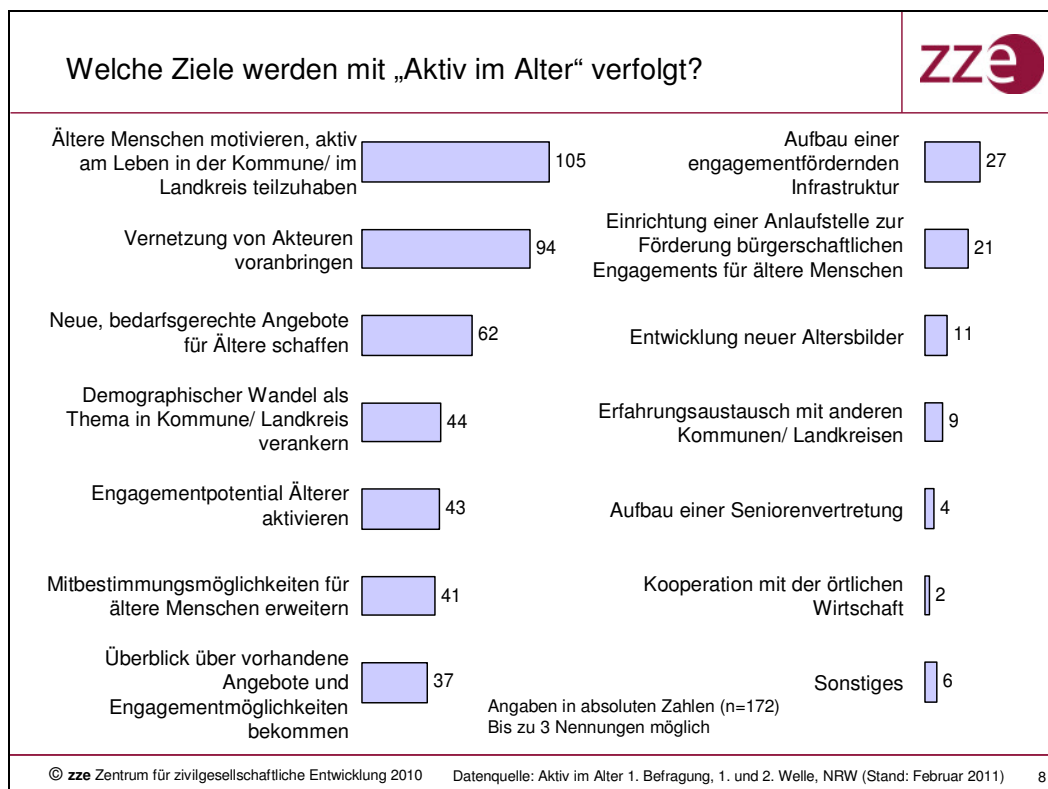 Welche Ziele werden mit „Aktiv im Alter“ verfolgt?
zze
Ältere Menschen motivieren, aktiv
am Leben in der Kommune/ im
Landkreis teilzuhaben
105
Vernetzung von Akteuren
voranbringen
94
Neue, bedarfsgerechte Angebote
für Ältere schaffen
62
Demographischer Wandel als
Thema in Kommune/ Landkreis
verankern
44
Engagementpotential Älterer
aktivieren
43
Mitbestimmungsmöglichkeiten für
ältere Menschen erweitern
41
Überblick über vorhandene
Angebote und
Engagementmöglichkeiten
bekommen
37
Aufbau einer
engagementfördernden
Infrastruktur
27
Einrichtung einer Anlaufstelle zur
Förderung bürgerschaftlichen
Engagements für ältere Menschen
21
Entwicklung neuer Altersbilder
11
Erfahrungsaustausch mit anderen
Kommunen/ Landkreisen
9
Aufbau einer Seniorenvertretung
4
Kooperation mit der örtlichen
Wirtschaft
2
Sonstiges
6
Angaben in absoluten Zahlen (n=172)
Bis zu 3 Nennungen möglich
© zze Zentrum für zivilgesellschaftliche Entwicklung 2010 Datenquelle: Aktiv im Alter 1. Befragung, 1. und 2. Welle, NRW (Stand: Februar 2011) 8